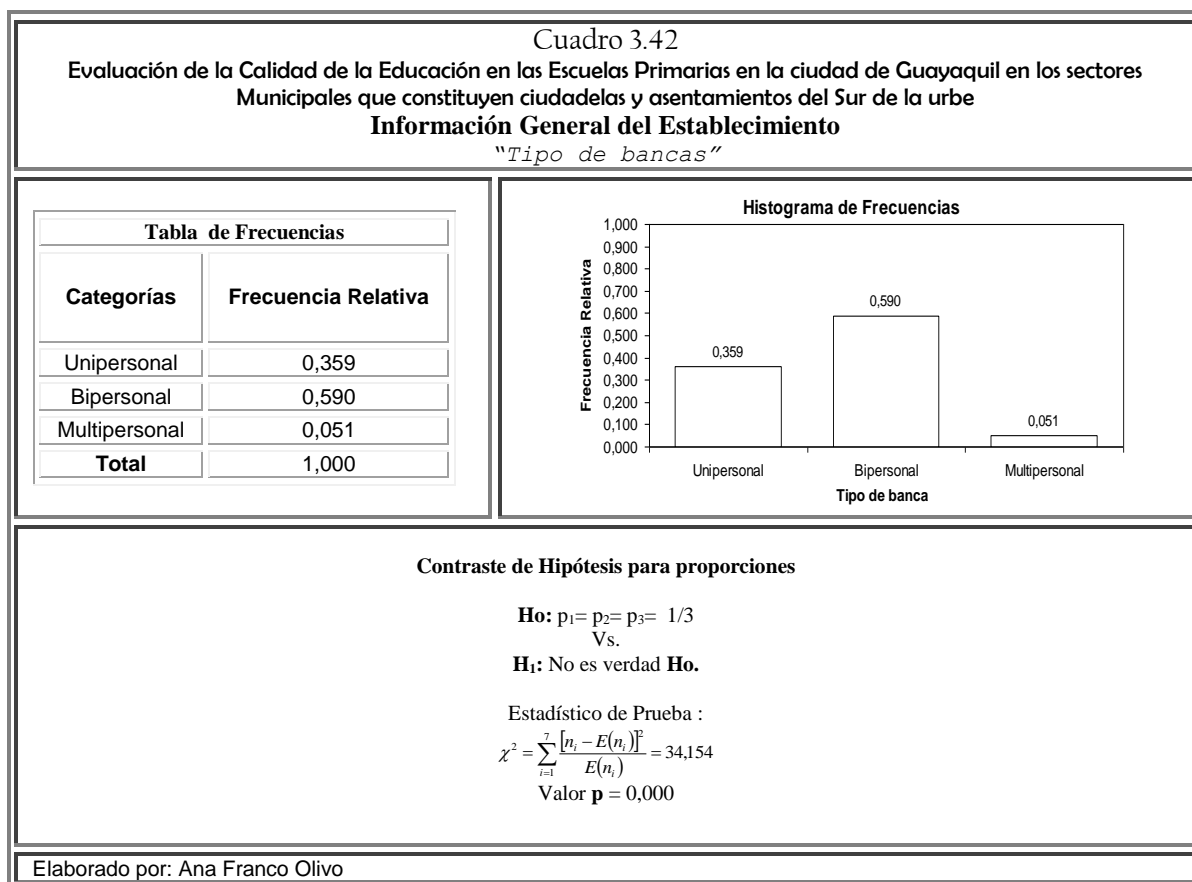 Cuadro 3.42
Evaluación de la Calidad de la Educación en las Escuelas Primarias en la ciudad de Guayaquil en los sectores
Municipales que constituyen ciudadelas y asentamientos del Sur de la urbe
Información General del Establecimiento
“Tipo de bancas”
Tabla de Frecuencias
Categorías Frecuencia Relativa
Unipersonal 0,359
Bipersonal 0,590
Multipersonal 0,051
Total 1,000
Histograma de Frecuencias
1,000
0,900
0,800
0,700
0,600
0,500
0,400
0,300
0,200
0,100
0,000
Frecuencia Relativa
0,359
0,590
0,051
Unipersonal Bipersonal Multipersonal
Tipo de banca
Contraste de Hipótesis para proporciones
Ho: p₁= p₂= p₃= 1/3
Vs.
H₁: No es verdad Ho.
Estadístico de Prueba :
χ² = ∑_{i=1}^{7} [n_i − E(n_i)]² / E(n_i) = 34,154
Valor p = 0,000
Elaborado por: Ana Franco Olivo